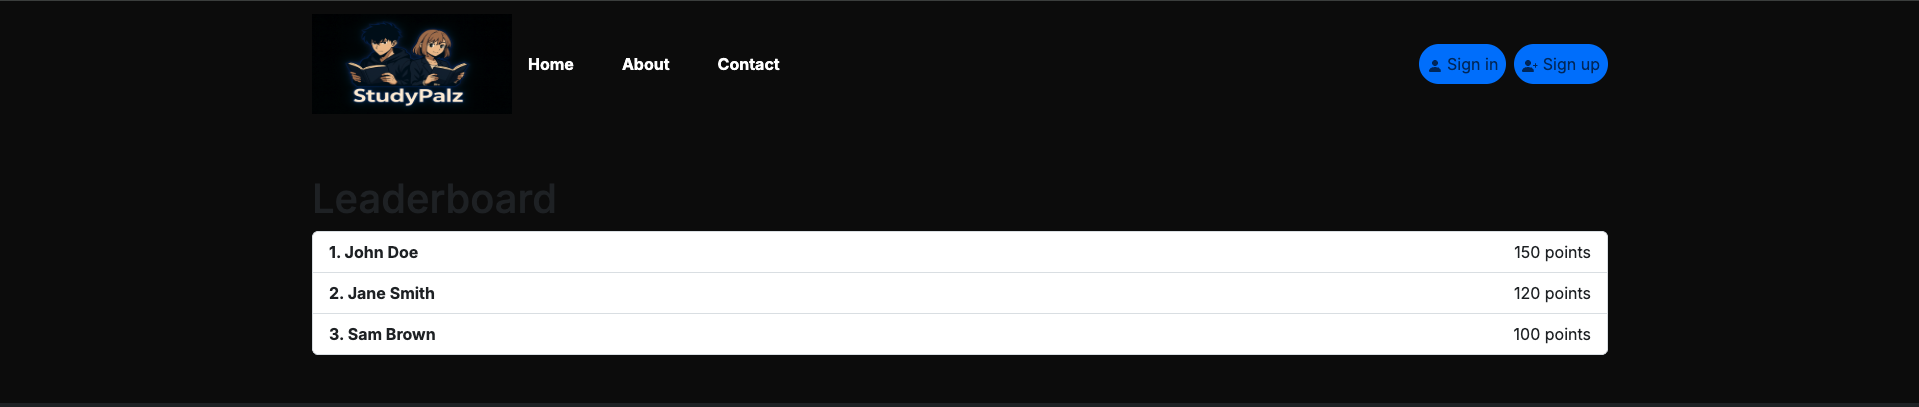 StudyPalz
Home About Contact
Sign in Sign up
Leaderboard
1. John Doe 150 points
2. Jane Smith 120 points
3. Sam Brown 100 points